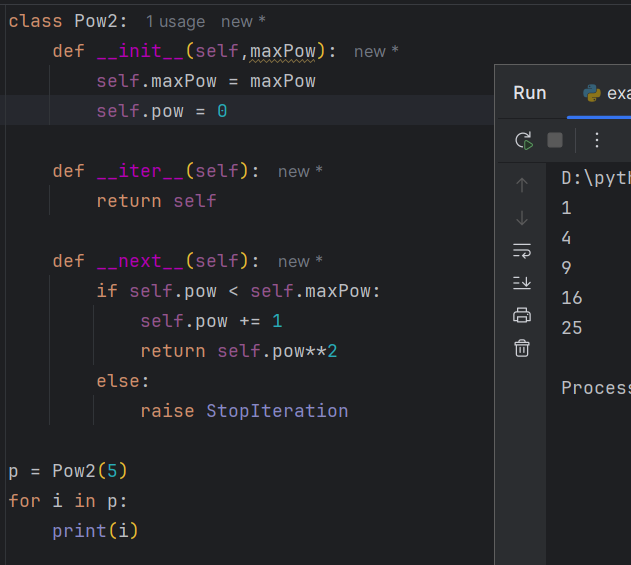 class Pow2: 1 usage new *
    def __init__(self,maxPow): new *
        self.maxPow = maxPow
        self.pow = 0
    def __iter__(self): new *
        return self
    def __next__(self): new *
        if self.pow < self.maxPow:
            self.pow += 1
            return self.pow**2
        else:
            raise StopIteration
p = Pow2(5)
for i in p:
    print(i)
Run exa
D:\pyth
1
4
9
16
25
Process